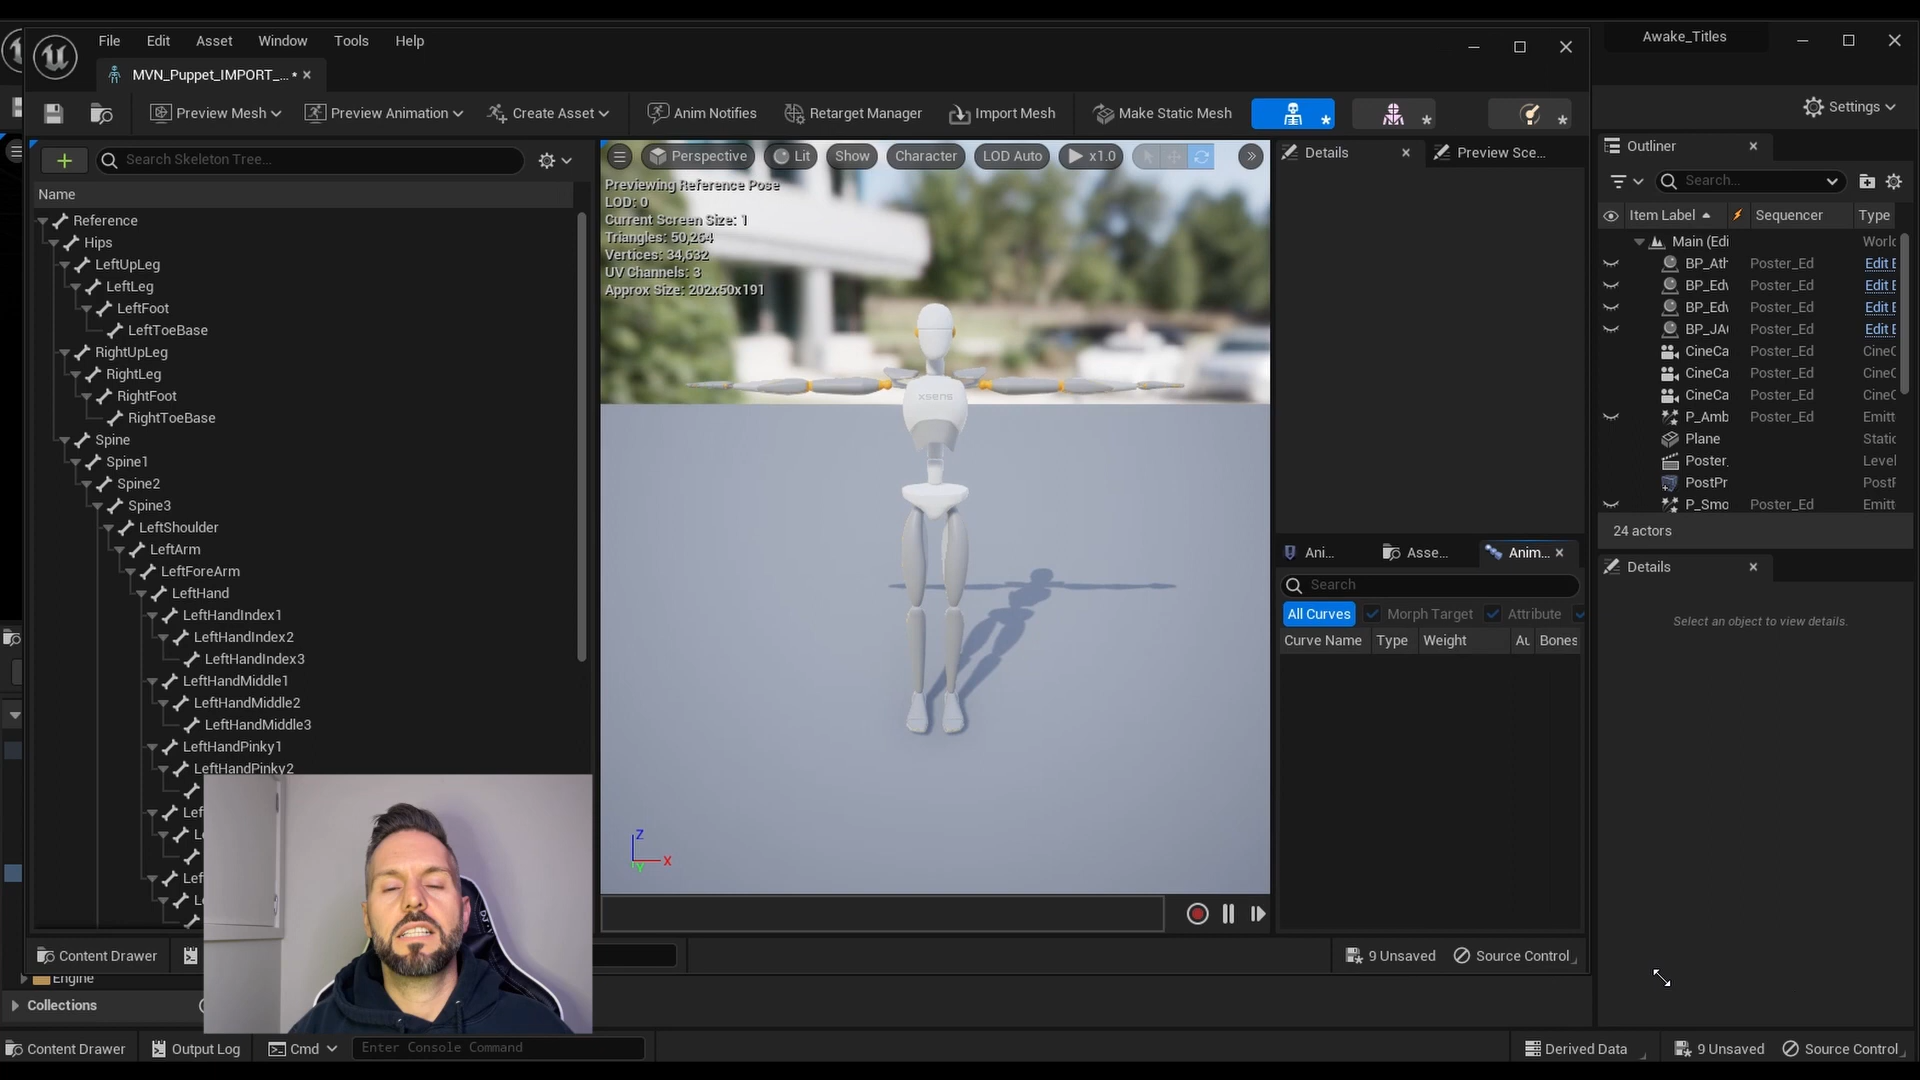 File Edit Asset Window Tools Help
Awake_Titles
MVN_Puppet_IMPORT_... *
Preview Mesh Preview Animation Create Asset Anim Notifies Retarget Manager Import Mesh Make Static Mesh
Settings
Search Skeleton Tree...
Name
Reference
Hips
LeftUpLeg
LeftLeg
LeftFoot
LeftToeBase
RightUpLeg
RightLeg
RightFoot
RightToeBase
Spine
Spine1
Spine2
Spine3
LeftShoulder
LeftArm
LeftForeArm
LeftHand
LeftHandIndex1
LeftHandIndex2
LeftHandIndex3
LeftHandMiddle1
LeftHandMiddle2
LeftHandMiddle3
LeftHandPinky1
LeftHandPinky2
Perspective Lit Show Character LOD Auto x1.0
Previewing Reference Pose
LOD: 0
Current Screen Size: 1
Triangles: 50,264
Vertices: 34,632
UV Channels: 3
Approx Size: 202x50x191
xsens
Z
X
Y
Details Preview Sce...
Ani... Asse... Anim...
Search
All Curves Morph Target Attribute
Curve Name Type Weight Au Bones
Outliner
Search...
Item Label Sequencer Type
Main (Edi World
BP_Ath Poster_Ed Edit E
BP_Edv Poster_Ed Edit E
BP_Edv Poster_Ed Edit E
BP_JA Poster_Ed Edit E
CineCa Poster_Ed CineC
CineCa Poster_Ed CineC
CineCa Poster_Ed CineC
P_Amb Poster_Ed Emitt
Plane Static
Poster_ Level
PostPr PostP
P_Smo Poster_Ed Emitt
24 actors
Details
Select an object to view details.
Content Drawer
9 Unsaved Source Control
Engine
Collections
Content Drawer Output Log Cmd Enter Console Command
Derived Data 9 Unsaved Source Control